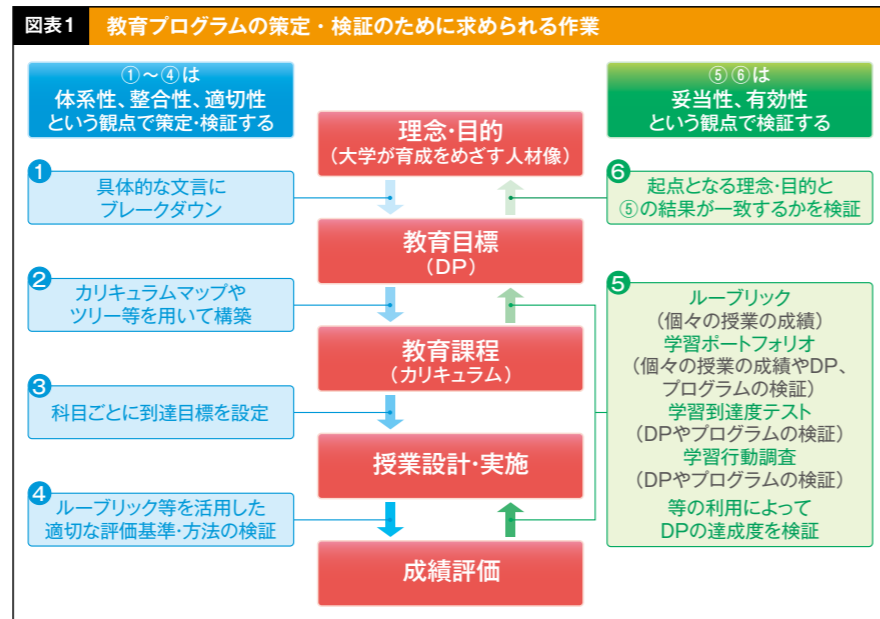 図表1 教育プログラムの策定・検証のために求められる作業
①～④は
体系性、整合性、適切性
という観点で策定・検証する
⑤⑥は
妥当性、有効性
という観点で検証する
理念・目的
(大学が育成をめざす人材像)
1
具体的な文言に
ブレークダウン
6
起点となる理念・目的と
⑤の結果が一致するかを検証
教育目標
(DP)
2
カリキュラムマップや
ツリー等を用いて構築
教育課程
(カリキュラム)
3
科目ごとに到達目標を設定
授業設計・実施
4
ルーブリック等を活用した
適切な評価基準・方法の検証
成績評価
5
ルーブリック
(個々の授業の成績)
学習ポートフォリオ
(個々の授業の成績やDP、
プログラムの検証)
学習到達度テスト
(DPやプログラムの検証)
学習行動調査
(DPやプログラムの検証)
等の利用によって
DPの達成度を検証